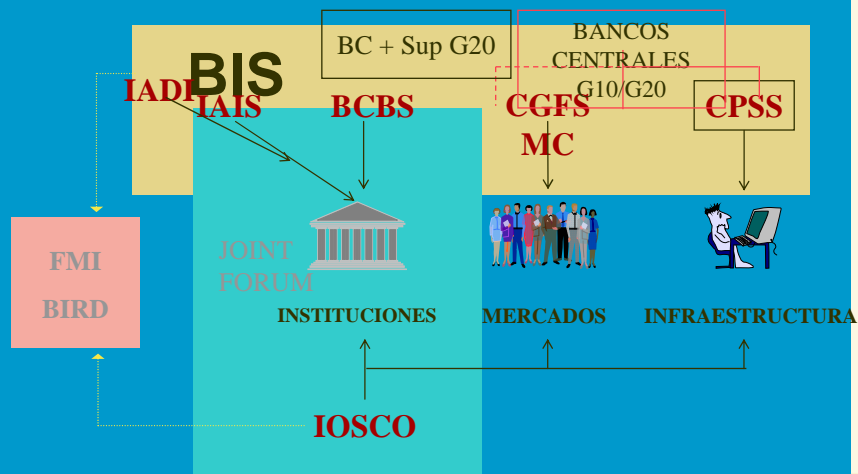 BC + Sup G20
BANCOS
CENTRALES
G10/G20
BIS
IADI
IAIS
BCBS
CGFS
MC
CPSS
FMI
BIRD
JOINT
FORUM
INSTITUCIONES
MERCADOS
INFRAESTRUCTURA
IOSCO